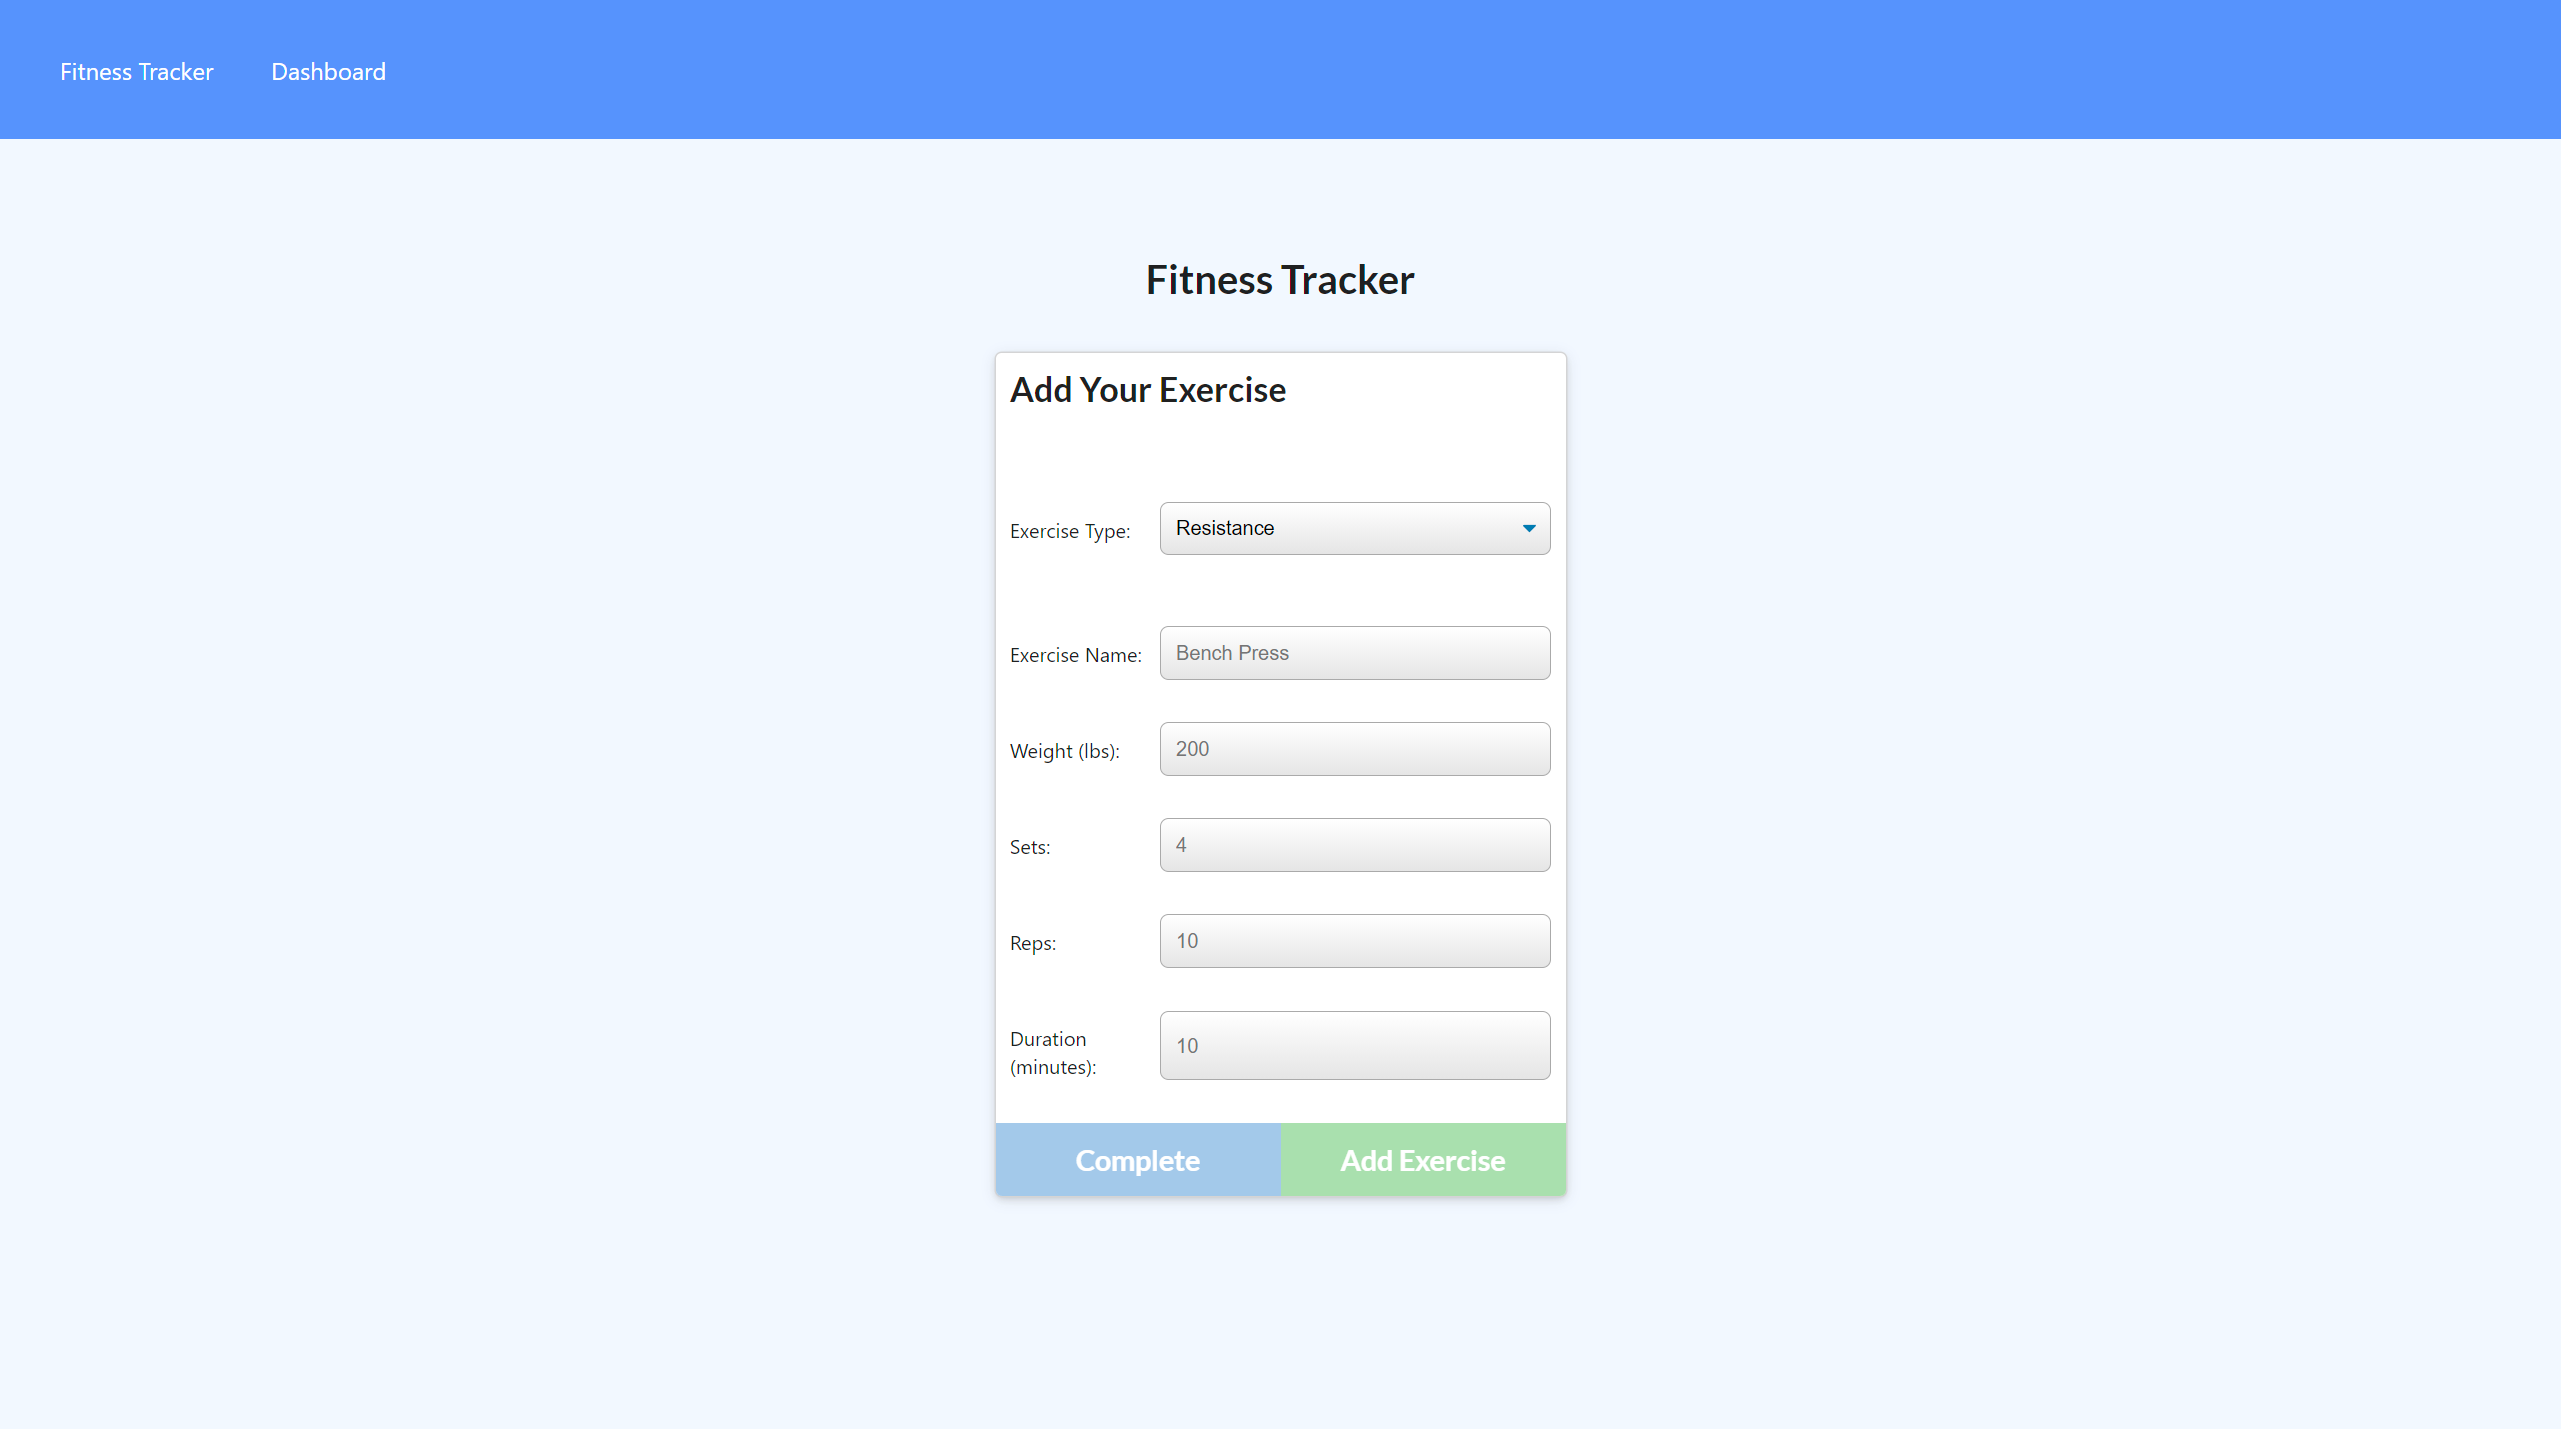 Fitness Tracker Dashboard
Fitness Tracker
Add Your Exercise
Exercise Type: Resistance
Exercise Name: Bench Press
Weight (lbs): 200
Sets: 4
Reps: 10
Duration
(minutes): 10
Complete Add Exercise